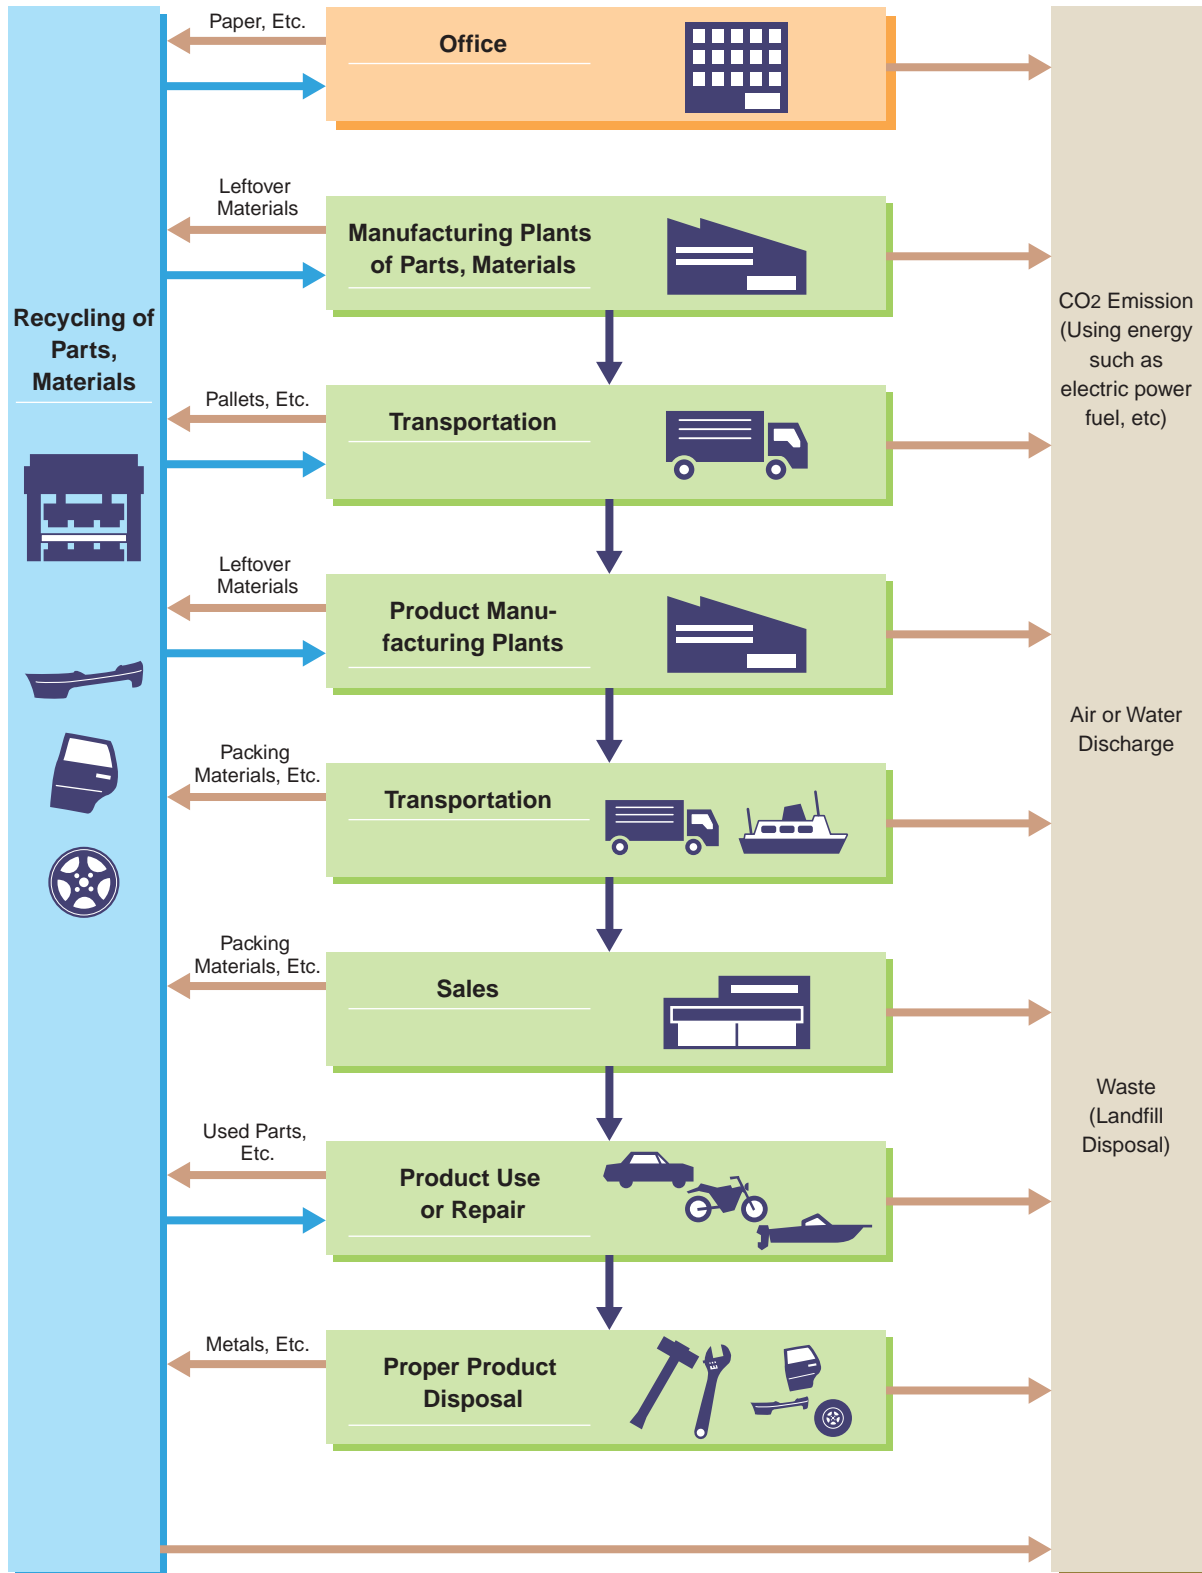 Paper, Etc.
Office
Leftover
Materials
Manufacturing Plants
of Parts, Materials
Recycling of
Parts,
Materials
CO2 Emission
(Using energy
such as
electric power
fuel, etc)
Pallets, Etc.
Transportation
Leftover
Materials
Product Manu-
facturing Plants
Air or Water
Discharge
Packing
Materials, Etc.
Transportation
Packing
Materials, Etc.
Sales
Waste
(Landfill
Disposal)
Used Parts,
Etc.
Product Use
or Repair
Metals, Etc.
Proper Product
Disposal